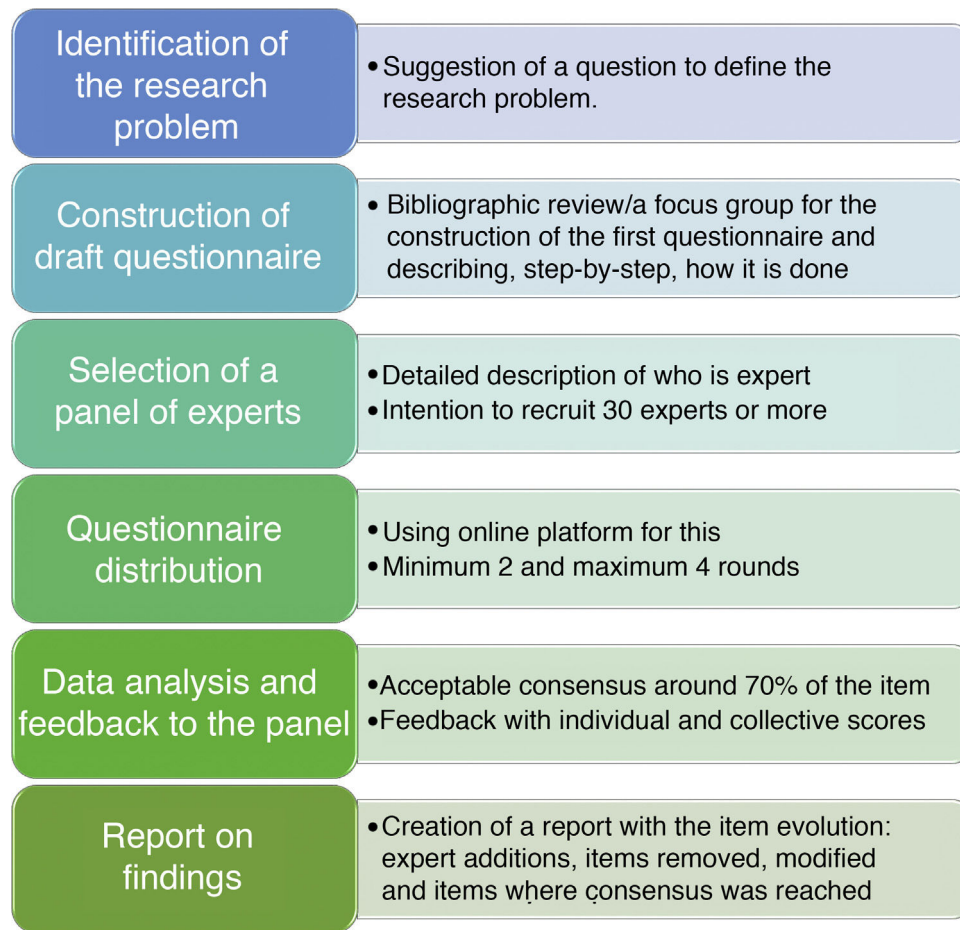 Identification of
the research
problem
• Suggestion of a question to define the
research problem.
Construction of
draft questionnaire
• Bibliographic review/a focus group for the
construction of the first questionnaire and
describing, step-by-step, how it is done
Selection of a
panel of experts
• Detailed description of who is expert
• Intention to recruit 30 experts or more
Questionnaire
distribution
• Using online platform for this
• Minimum 2 and maximum 4 rounds
Data analysis and
feedback to the panel
• Acceptable consensus around 70% of the item
• Feedback with individual and collective scores
Report on
findings
• Creation of a report with the item evolution:
expert additions, items removed, modified
and items where consensus was reached